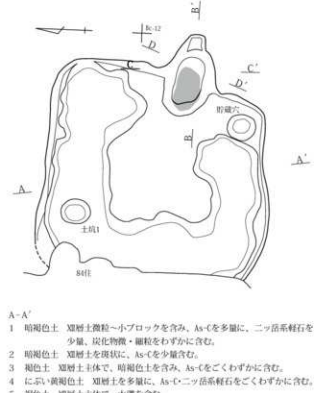 B′
Bc-12
D
C
C′
D′
貯蔵穴
B
A′
A
土坑1
84住
A-A′
1 暗褐色土 Ⅻ層土微粒～小ブロックを含み、As-Cを多量に、二ッ岳系軽石を
少量、炭化物微・細粒をわずかに含む。
2 暗褐色土 Ⅻ層土を斑状に、As-Cを少量含む。
3 褐色土 Ⅻ層土主体で、暗褐色土を含み、As-Cをごくわずかに含む。
4 にぶい黄褐色土 Ⅻ層土を多量に、As-C・二ッ岳系軽石をごくわずかに含む。